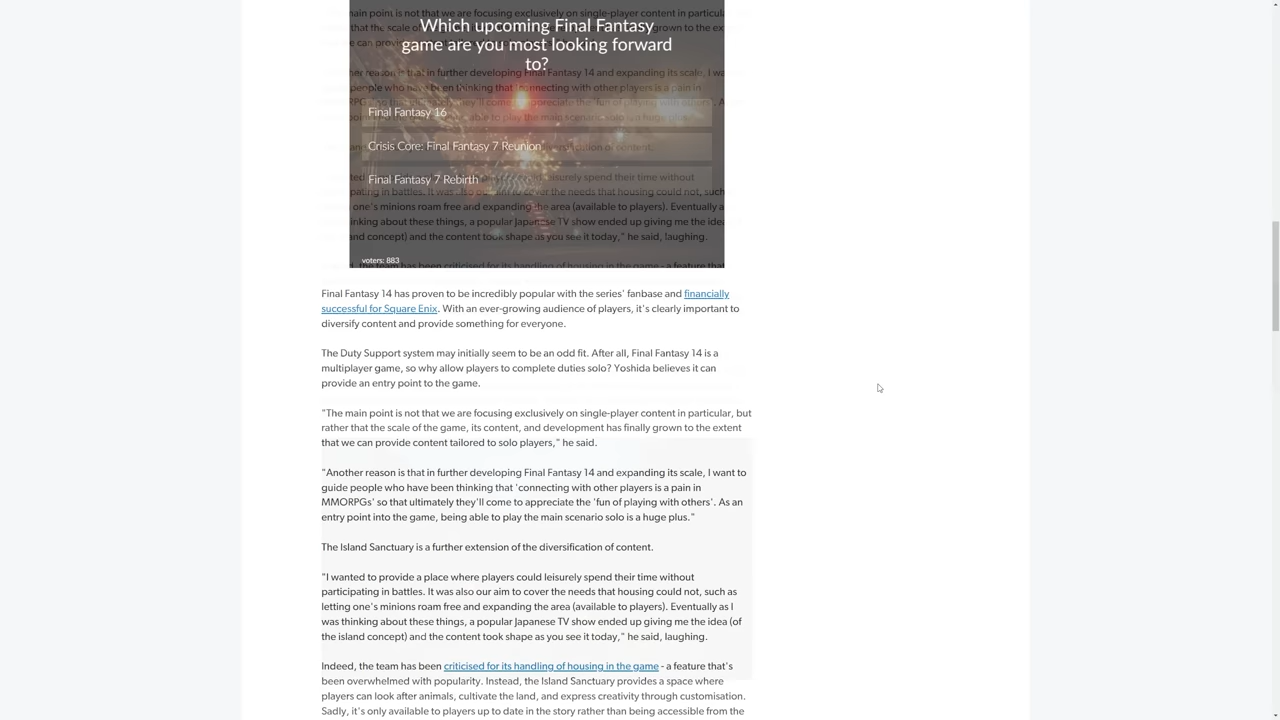 Which upcoming Final Fantasy
game are you most looking forward
to?
Final Fantasy 16
Crisis Core: Final Fantasy 7 Reunion
Final Fantasy 7 Rebirth
voters: 883
Final Fantasy 14 has proven to be incredibly popular with the series' fanbase and financially
successful for Square Enix. With an ever-growing audience of players, it's clearly important to
diversify content and provide something for everyone.
The Duty Support system may initially seem to be an odd fit. After all, Final Fantasy 14 is a
multiplayer game, so why allow players to complete duties solo? Yoshida believes it can
provide an entry point to the game.
"The main point is not that we are focusing exclusively on single-player content in particular, but
rather that the scale of the game, its content, and development has finally grown to the extent
that we can provide content tailored to solo players," he said.
"Another reason is that in further developing Final Fantasy 14 and expanding its scale, I want to
guide people who have been thinking that 'connecting with other players is a pain in
MMORPGs' so that ultimately they'll come to appreciate the 'fun of playing with others'. As an
entry point into the game, being able to play the main scenario solo is a huge plus."
The Island Sanctuary is a further extension of the diversification of content.
"I wanted to provide a place where players could leisurely spend their time without
participating in battles. It was also our aim to cover the needs that housing could not, such as
letting one's minions roam free and expanding the area (available to players). Eventually as I
was thinking about these things, a popular Japanese TV show ended up giving me the idea (of
the island concept) and the content took shape as you see it today," he said, laughing.
Indeed, the team has been criticised for its handling of housing in the game - a feature that's
been overwhelmed with popularity. Instead, the Island Sanctuary provides a space where
players can look after animals, cultivate the land, and express creativity through customisation.
Sadly, it's only available to players up to date in the story rather than being accessible from the